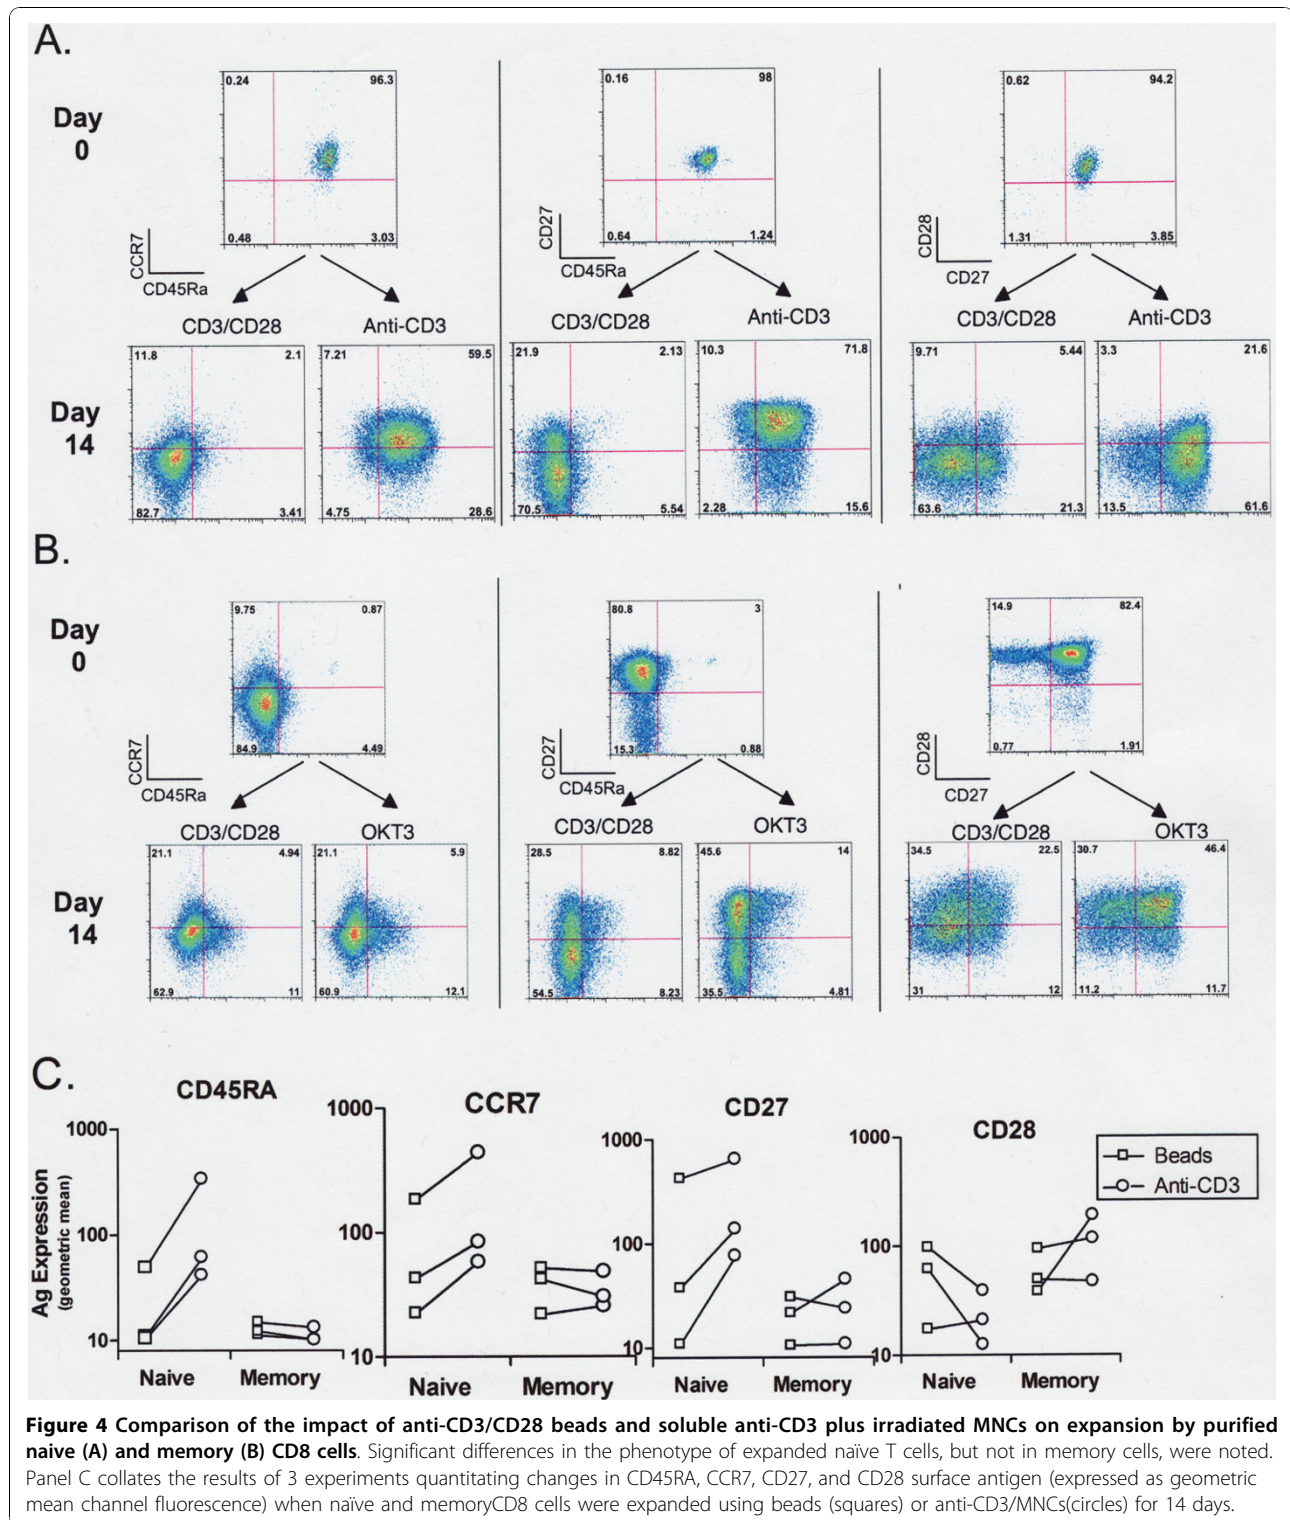 A.
Day
0
0.24 96.3
0.48 3.03
CCR7
CD45Ra
0.16 98
0.64 1.24
CD27
CD45Ra
0.62 94.2
1.31 3.85
CD28
CD27
CD3/CD28 Anti-CD3
CD3/CD28 Anti-CD3
CD3/CD28 Anti-CD3
Day
14
11.8 2.1
82.7 3.41
7.21 59.5
4.75 28.6
21.9 2.13
70.5 5.54
10.3 71.8
2.28 15.6
9.71 5.44
63.6 21.3
3.3 21.6
13.5 61.6
B.
Day
0
9.75 0.87
84.9 4.49
CCR7
CD45Ra
80.8 3
15.3 0.88
CD27
CD45Ra
14.9 82.4
0.77 1.91
CD28
CD27
CD3/CD28 OKT3
CD3/CD28 OKT3
CD3/CD28 OKT3
Day
14
21.1 4.94
62.9 11
21.1 5.9
60.9 12.1
28.5 8.82
54.5 8.23
45.6 14
35.5 4.81
34.5 22.5
31 12
30.7 46.4
11.2 11.7
C.
Ag Expression
(geometric mean)
CD45RA
1000
100
10
Naive Memory
CCR7
1000
100
10
Naive Memory
CD27
1000
100
10
Naive Memory
CD28
1000
100
10
Naive Memory
Beads
Anti-CD3
Figure 4 Comparison of the impact of anti-CD3/CD28 beads and soluble anti-CD3 plus irradiated MNCs on expansion by purified
naive (A) and memory (B) CD8 cells. Significant differences in the phenotype of expanded naïve T cells, but not in memory cells, were noted.
Panel C collates the results of 3 experiments quantitating changes in CD45RA, CCR7, CD27, and CD28 surface antigen (expressed as geometric
mean channel fluorescence) when naïve and memoryCD8 cells were expanded using beads (squares) or anti-CD3/MNCs(circles) for 14 days.